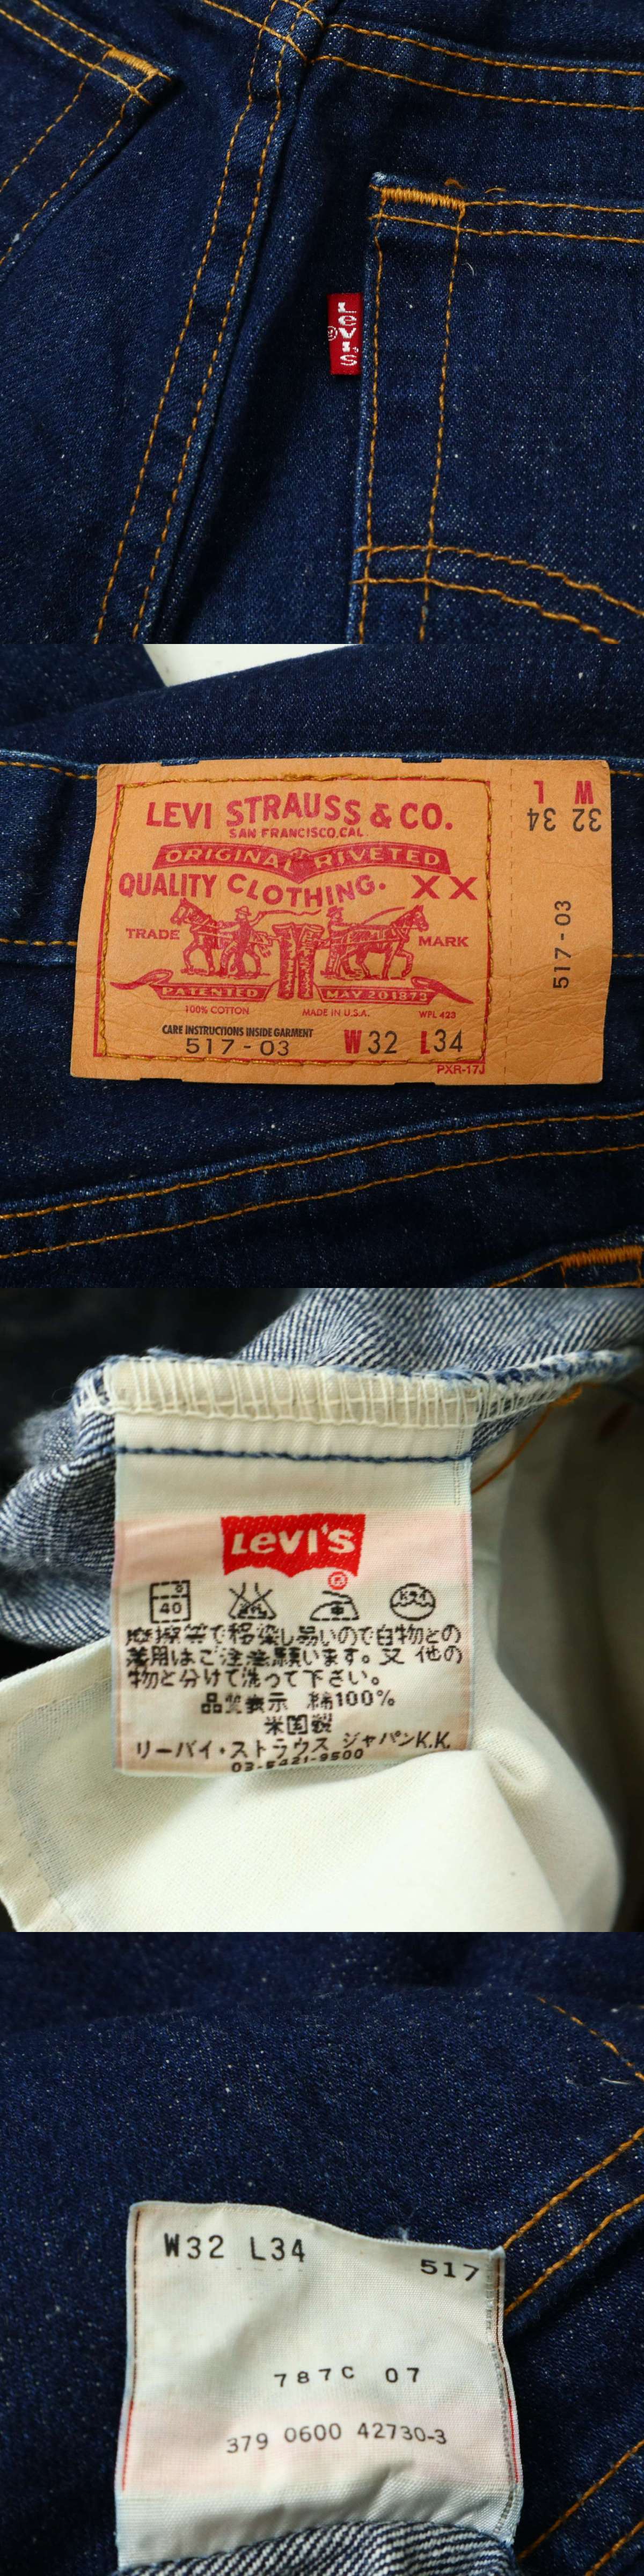 LEVI'S
®
LEVI STRAUSS & CO.
SAN FRANCISCO, CAL.
ORIGINAL RIVETED
QUALITY CLOTHING. XX
TRADE MARK
PATENTED MAY 20 1873
100% COTTON MADE IN U.S.A. WPL 423
CARE INSTRUCTIONS INSIDE GARMENT
517-03 W32 L34
PXR-17J
W L
32 34
517-03
LEVI'S
®
40
摩擦等で移染し易いので白物との
着用はご注意願います。又 他の
物と分けて洗って下さい。
品質表示 綿100%
米国製
リーバイ・ストラウス ジャパンK.K.
03-5421-9500
W32 L34
517
787C 07
379 0600 42730-3